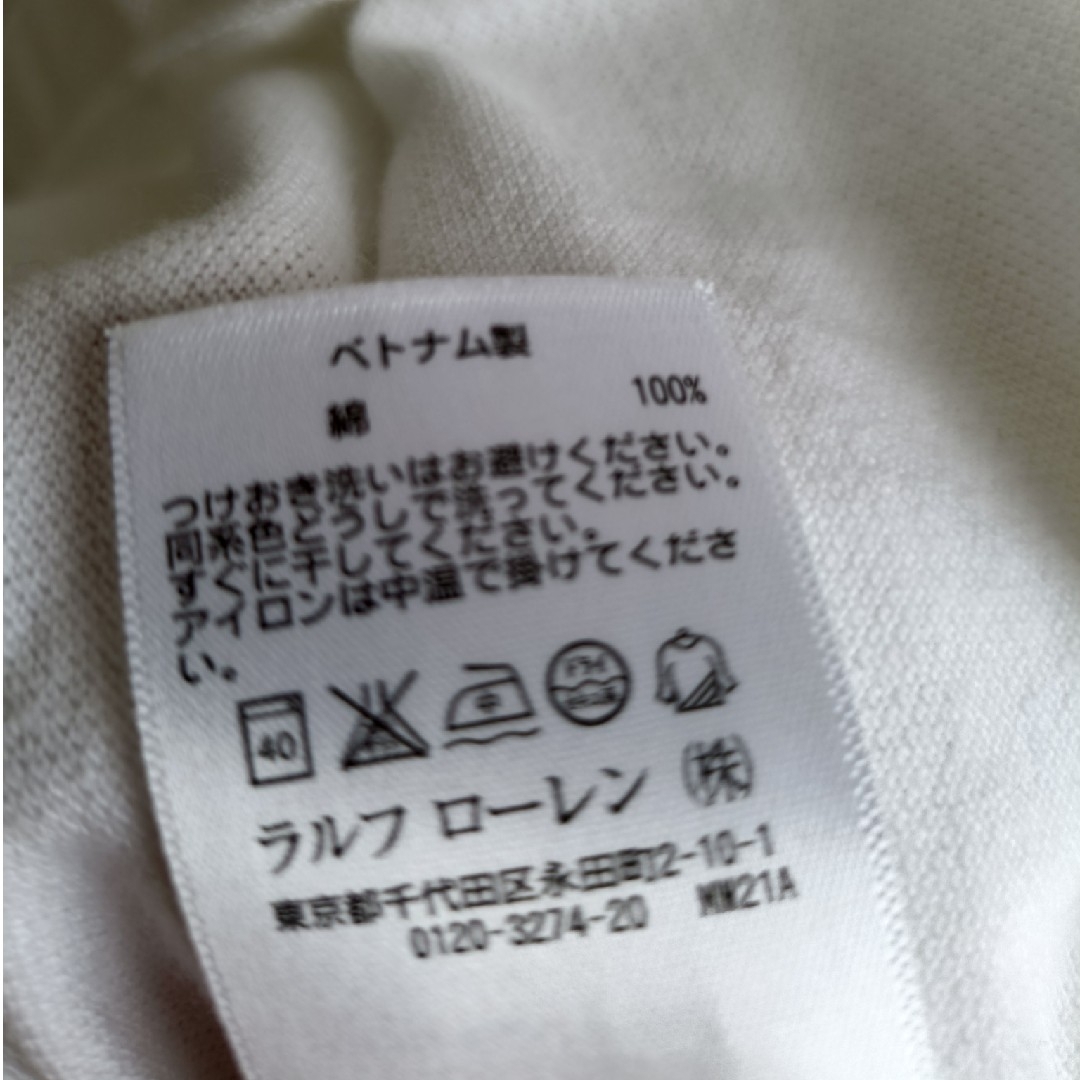 ベトナム製
綿 100%
つけおき洗いはお避けください。
同系色どうしで洗ってください。
すぐに干してください。
アイロンは中温で掛けてくださ
い。
40 中 ドライ
ラルフ ローレン ㈱
東京都千代田区永田町2-10-1
0120-3274-20 MM21A